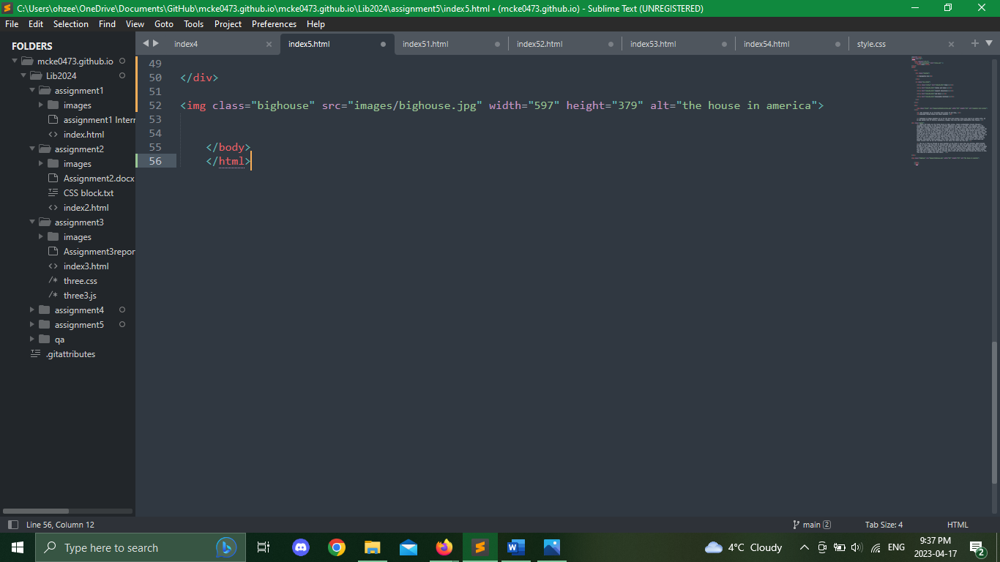 C:\Users\ohzee\OneDrive\Documents\GitHub\mcke0473.github.io\mcke0473.github.io\Lib2024\assignment5\index5.html • (mcke0473.github.io) - Sublime Text (UNREGISTERED)
File Edit Selection Find View Goto Tools Project Preferences Help
FOLDERS
mcke0473.github.io
Lib2024
assignment1
images
assignment1 Interr
index.html
assignment2
images
Assignment2.docx
CSS block.txt
index2.html
assignment3
images
Assignment3repor
index3.html
three.css
three3.js
assignment4
assignment5
qa
.gitattributes
index4 index5.html index51.html index52.html index53.html index54.html style.css
49
50 </div>
51
52 <img class="bighouse" src="images/bighouse.jpg" width="597" height="379" alt="the house in america">
53
54
55 </body>
56 </html>
Line 56, Column 12 main 2 Tab Size: 4 HTML
Type here to search 4°C Cloudy ENG 9:37 PM
2023-04-17 2